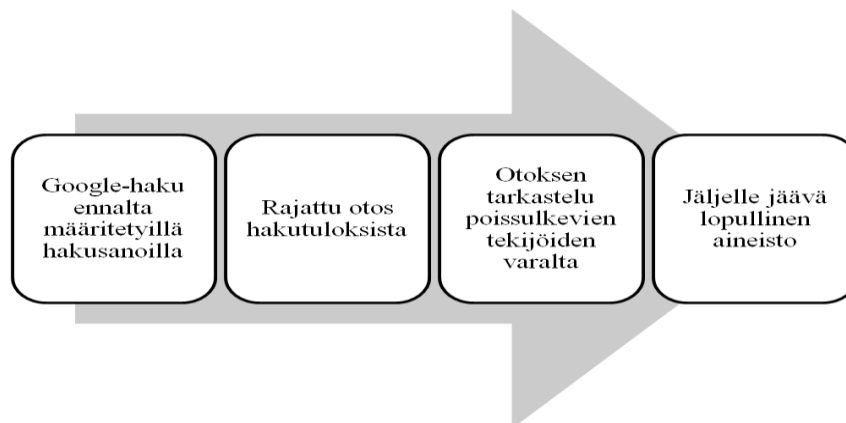 Google-haku
ennalta
määritetyillä
hakusanoilla
Rajattu otos
hakutuloksista
Otoksen
tarkastelu
poissulkevien
tekijöiden
varalta
Jäljelle jäävä
lopullinen
aineisto